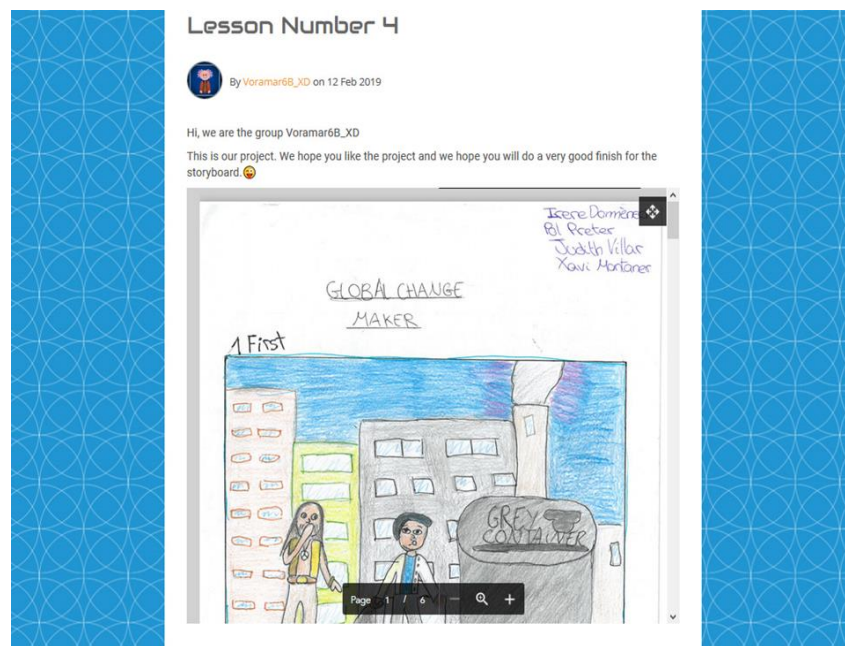 Lesson Number 4
By Voramar6B_XD on 12 Feb 2019
Hi, we are the group Voramar6B_XD
This is our project. We hope you like the project and we hope you will do a very good finish for the
storyboard.
Irene Domène
Pol Preter
Judith Villar
Xavi Montaner
GLOBAL CHANGE
MAKER
1 First
GREY
CONTAINER
Page 1 / 6